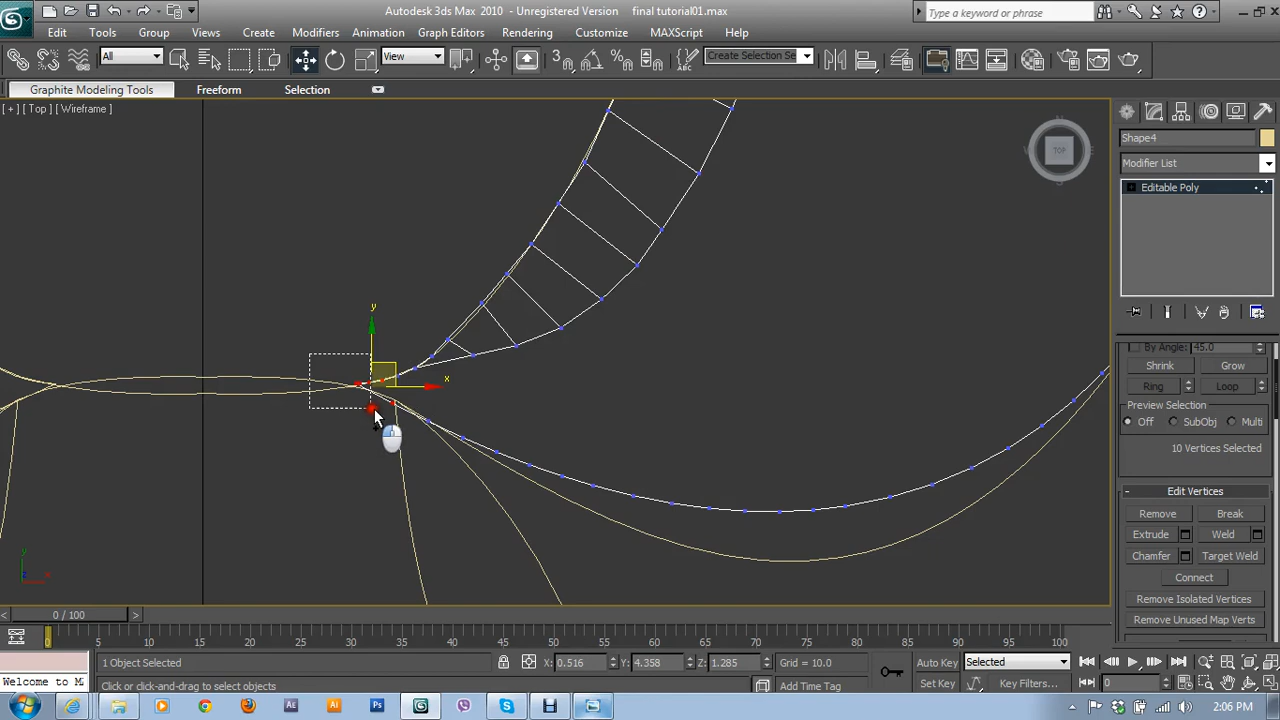 Autodesk 3ds Max 2010 - Unregistered Version final tutorial01.max
Type a keyword or phrase
Edit Tools Group Views Create Modifiers Animation Graph Editors Rendering Customize MAXScript Help
All View Create Selection Se
Graphite Modeling Tools Freeform Selection
[ + ] [ Top ] [ Wireframe ]
TOP
y
x
y
Shape4
Modifier List
Editable Poly
By Angle: 45.0
Shrink Grow
Ring Loop
Preview Selection
Off SubObj Multi
10 Vertices Selected
Edit Vertices
Remove Break
Extrude Weld
Chamfer Target Weld
Connect
Remove Isolated Vertices
Remove Unused Map Verts
0 / 100
0 5 10 15 20 25 30 35 40 45 50 55 60 65 70 75 80 85 90 95 100
1 Object Selected X: 0.516 Y: 4.358 Z: 1.285 Grid = 10.0 Auto Key Selected
Welcome to M Click or click-and-drag to select objects Add Time Tag Set Key Key Filters... 0
Ae Ai Ps S
2:06 PM